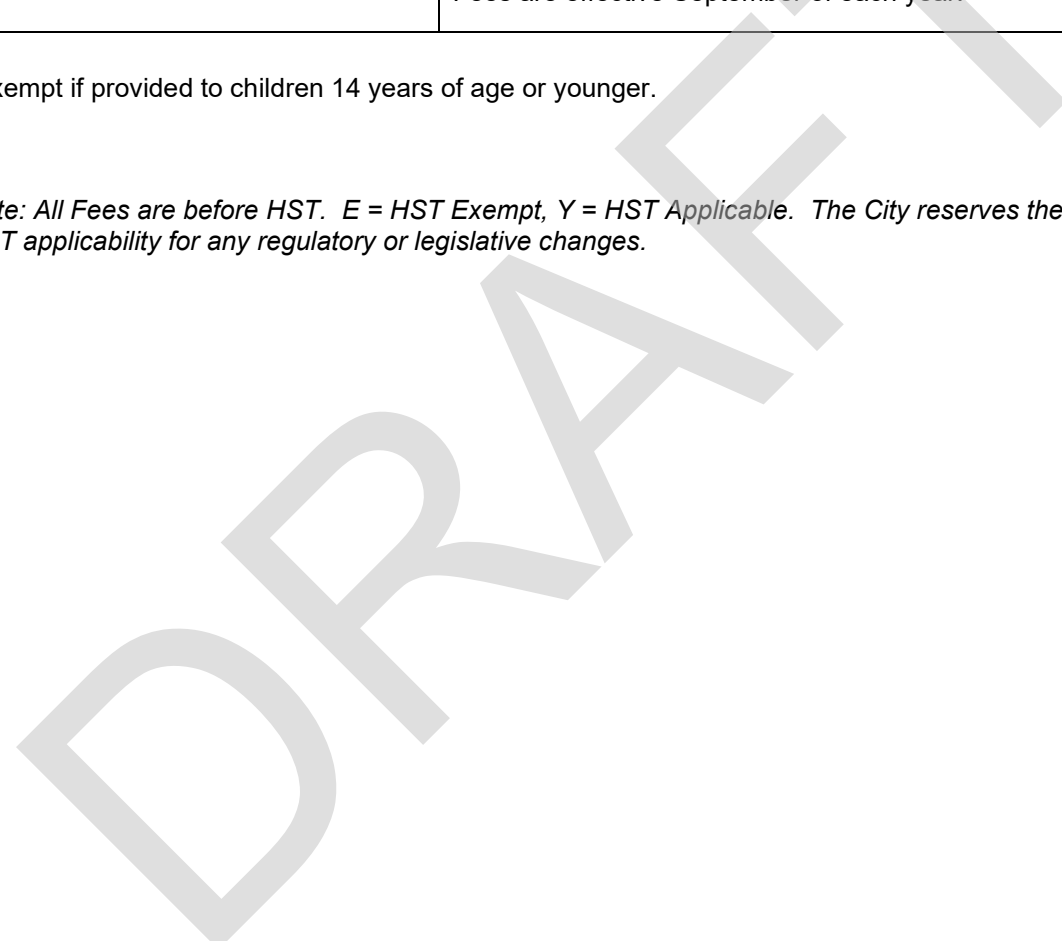 Fees are effective September of each year.
xempt if provided to children 14 years of age or younger.
te: All Fees are before HST. E = HST Exempt, Y = HST Applicable. The City reserves the
T applicability for any regulatory or legislative changes.
DRAFT